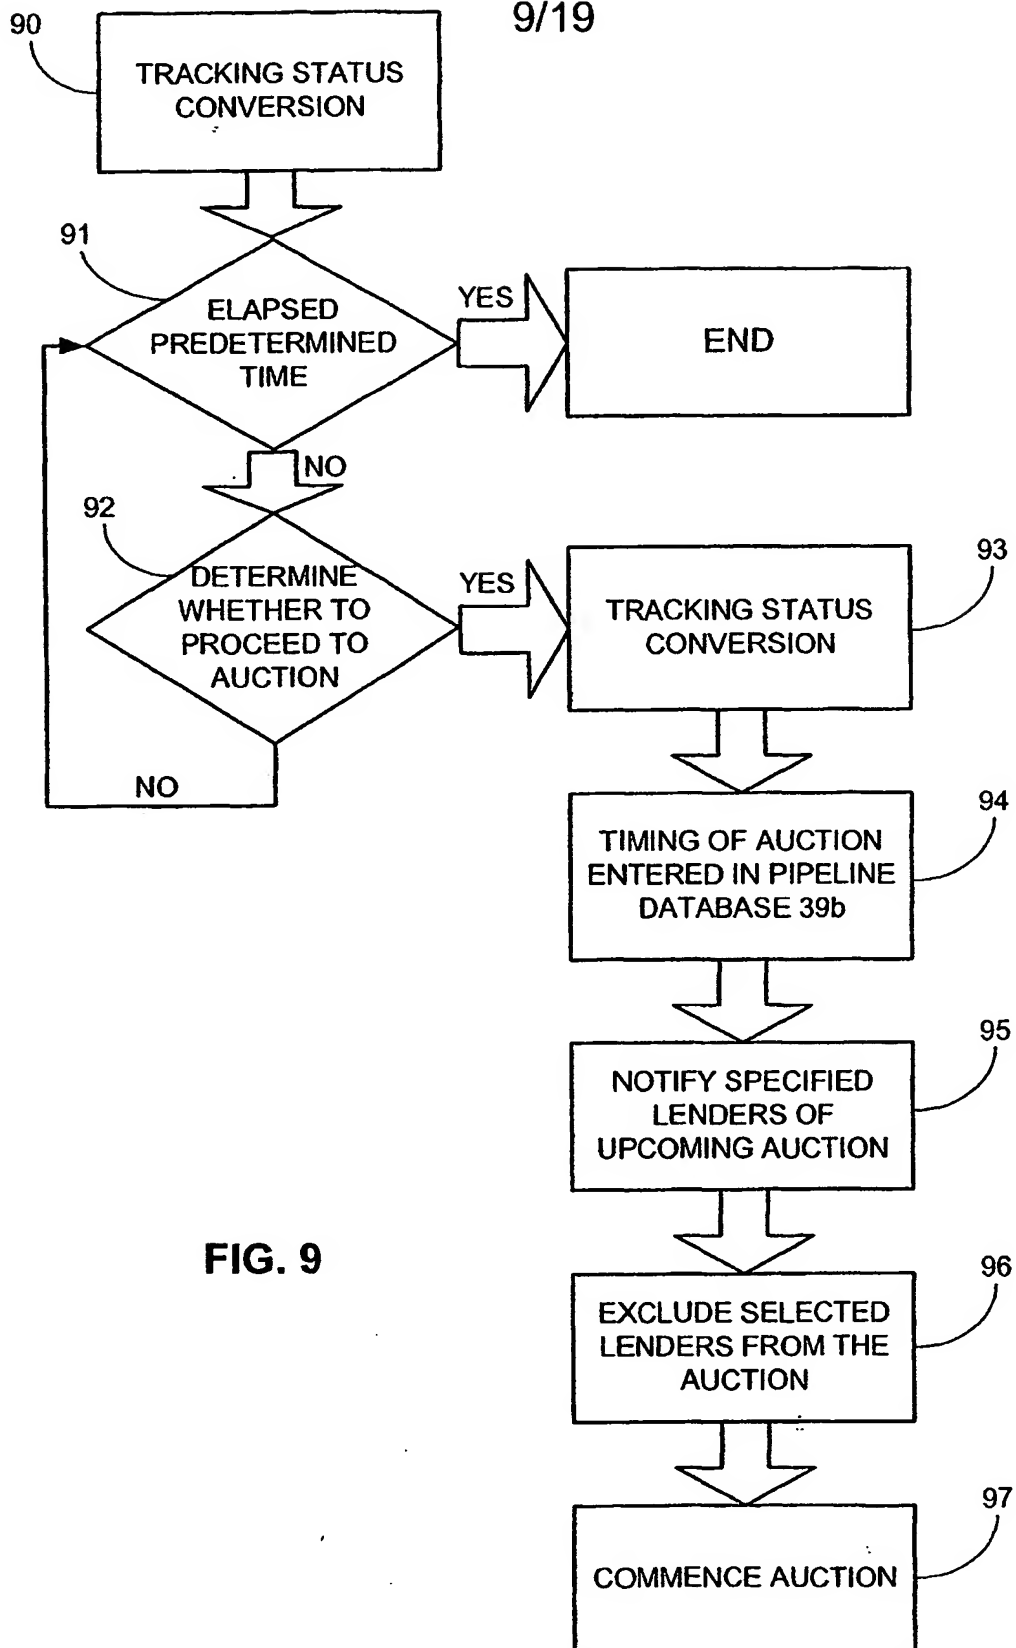 9/19
90
TRACKING STATUS
CONVERSION
91
ELAPSED
PREDETERMINED
TIME
YES
END
NO
92
DETERMINE
WHETHER TO
PROCEED TO
AUCTION
YES
NO
93
TRACKING STATUS
CONVERSION
94
TIMING OF AUCTION
ENTERED IN PIPELINE
DATABASE 39b
95
NOTIFY SPECIFIED
LENDERS OF
UPCOMING AUCTION
96
EXCLUDE SELECTED
LENDERS FROM THE
AUCTION
97
COMMENCE AUCTION
FIG. 9